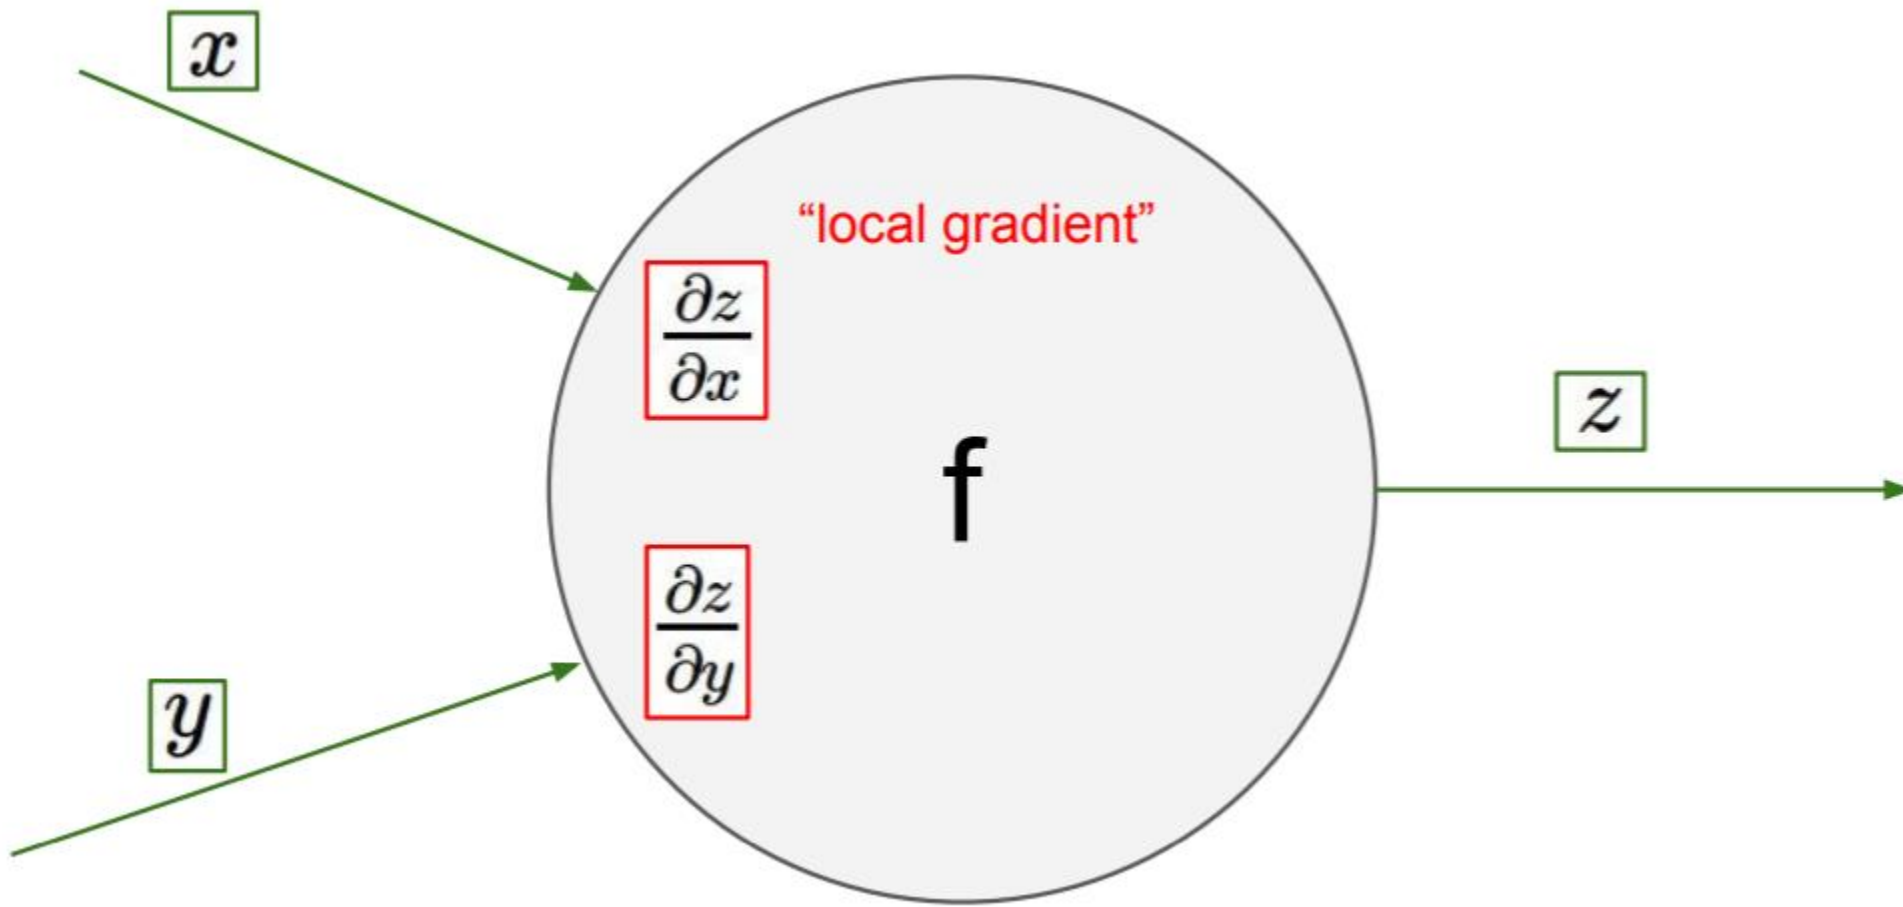 x
“local gradient”
∂z
∂x
f
z
∂z
∂y
y